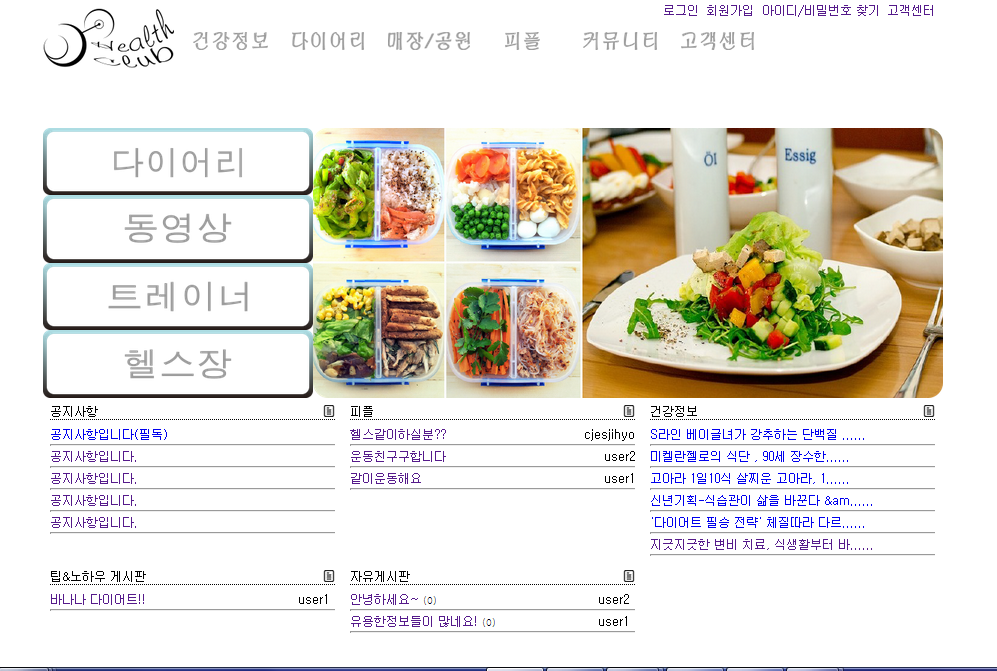 로그인 회원가입 아이디/비밀번호 찾기 고객센터
Health Club
건강정보 다이어리 매장/공원 피플 커뮤니티 고객센터
다이어리
동영상
트레이너
헬스장
Öl
Essig
공지사항
공지사항입니다(필독)
공지사항입니다.
공지사항입니다.
공지사항입니다.
공지사항입니다.
피플
헬스같이하실분?? cjesjihyo
운동친구구합니다 user2
같이운동해요 user1
건강정보
S라인 베이글녀가 강추하는 단백질 ......
미켈란젤로의 식단 , 90세 장수한......
고아라 1일10식 살찌운 고아라, 1......
신년기획-식습관이 삶을 바꾼다 &am......
'다이어트 필승 전략' 체질따라 다르......
지긋지긋한 변비 치료, 식생활부터 바......
팁&노하우 게시판
바나나 다이어트!! user1
자유게시판
안녕하세요~ (0) user2
유용한정보들이 많네요! (0) user1